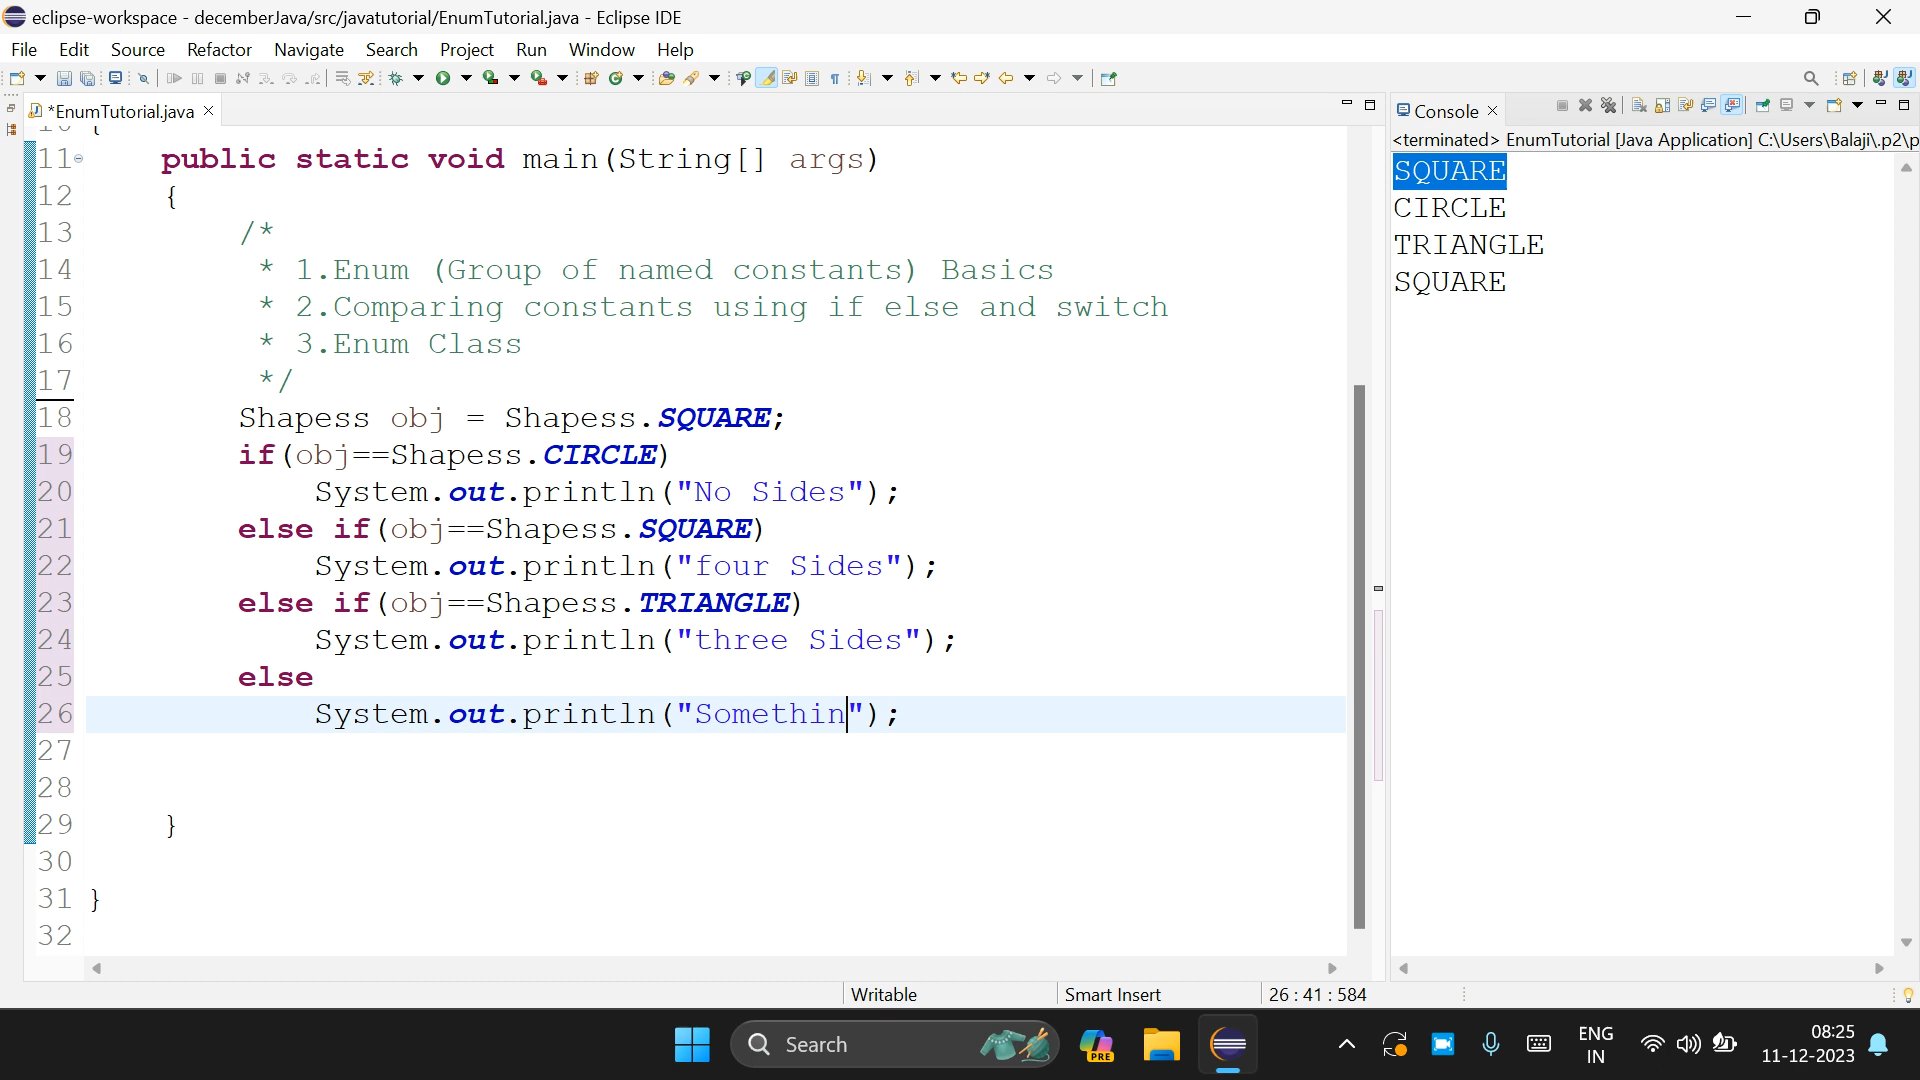 eclipse-workspace - decemberJava/src/javatutorial/EnumTutorial.java - Eclipse IDE
File Edit Source Refactor Navigate Search Project Run Window Help
*EnumTutorial.java
11 public static void main(String[] args)
12 {
13 /*
14 * 1.Enum (Group of named constants) Basics
15 * 2.Comparing constants using if else and switch
16 * 3.Enum Class
17 */
18 Shapess obj = Shapess.SQUARE;
19 if(obj==Shapess.CIRCLE)
20 System.out.println("No Sides");
21 else if(obj==Shapess.SQUARE)
22 System.out.println("four Sides");
23 else if(obj==Shapess.TRIANGLE)
24 System.out.println("three Sides");
25 else
26 System.out.println("Somethin");
27
28
29 }
30
31 }
32
Console
<terminated> EnumTutorial [Java Application] C:\Users\Balaji\.p2\p
SQUARE
CIRCLE
TRIANGLE
SQUARE
Writable Smart Insert 26 : 41 : 584
Search
PRE
ENG
IN
08:25
11-12-2023